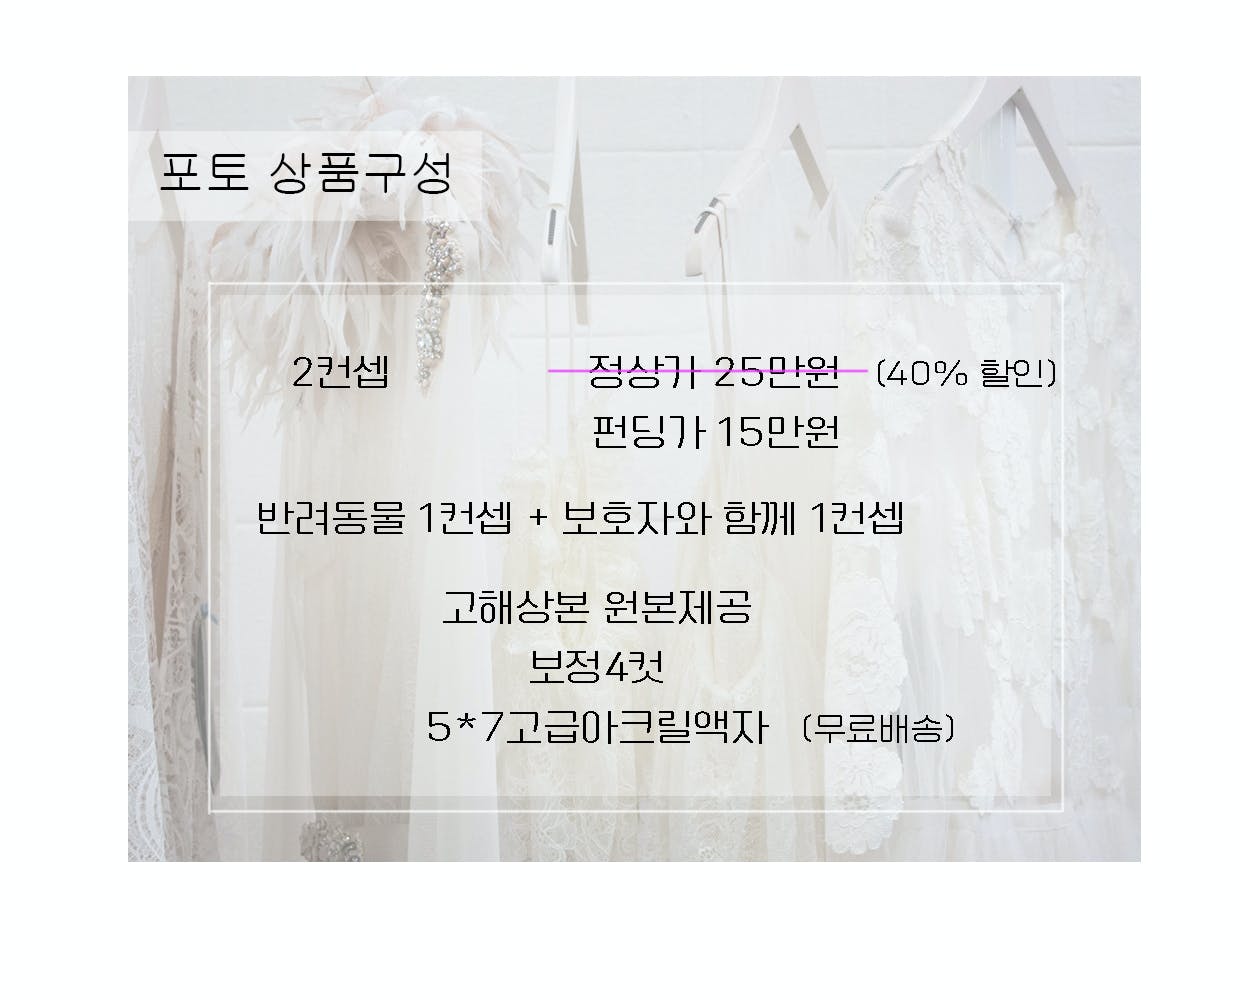 포토 상품구성
2컨셉 정상가 25만원 (40% 할인)
펀딩가 15만원
반려동물 1컨셉 + 보호자와 함께 1컨셉
고해상본 원본제공
보정4컷
5*7고급아크릴액자 (무료배송)